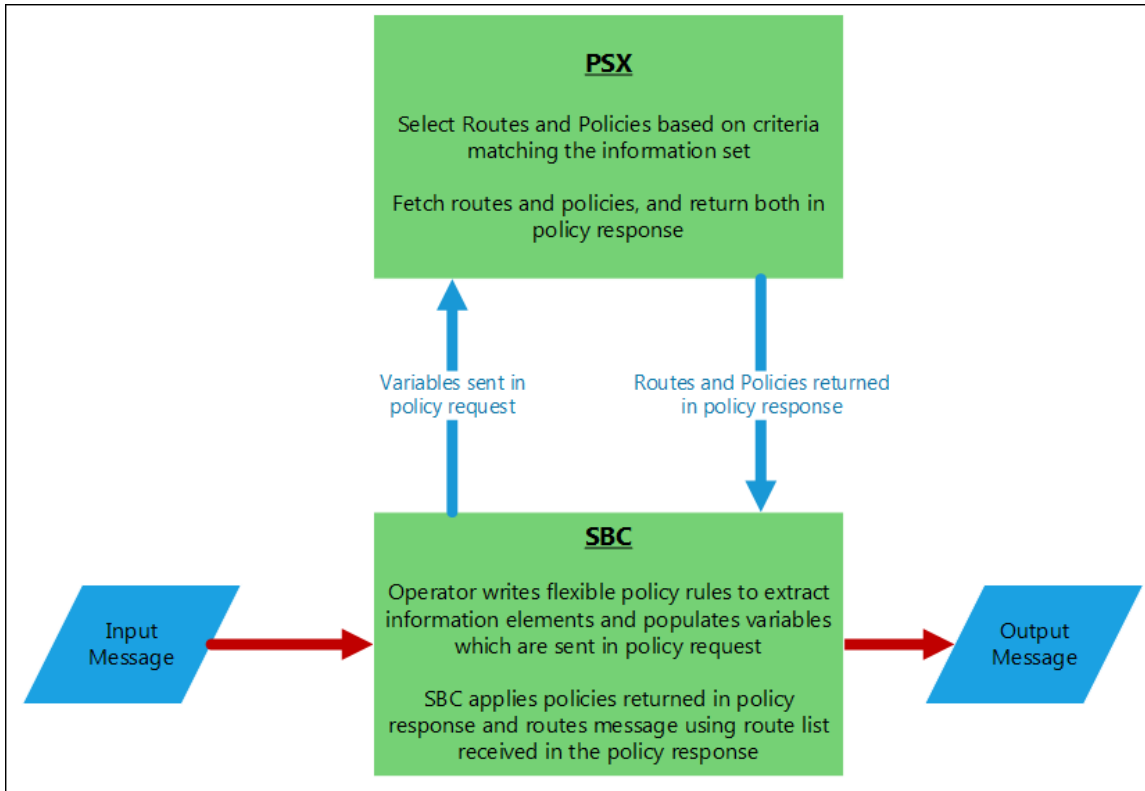 PSX
Select Routes and Policies based on criteria
matching the information set
Fetch routes and policies, and return both in
policy response
Variables sent in
policy request
Routes and Policies returned
in policy response
SBC
Operator writes flexible policy rules to extract
information elements and populates variables
which are sent in policy request
SBC applies policies returned in policy
response and routes message using route list
received in the policy response
Input
Message
Output
Message